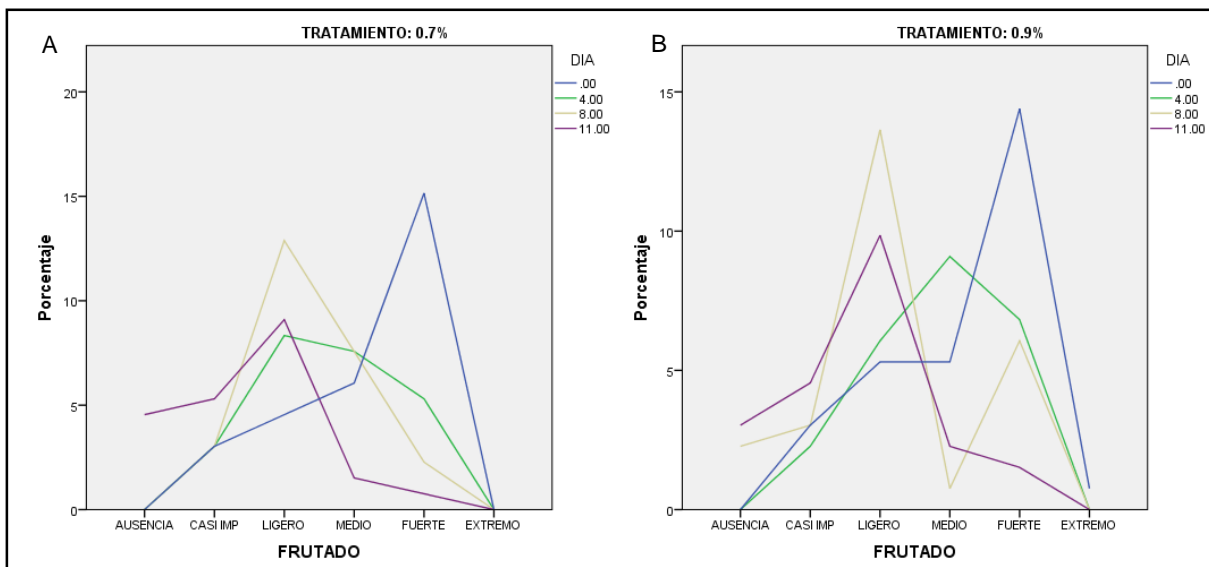 A
TRATAMIENTO: 0.7%
DIA
.00
4.00
8.00
11.00
Porcentaje
20
15
10
5
0
AUSENCIA CASI IMP LIGERO MEDIO FUERTE EXTREMO
FRUTADO
B
TRATAMIENTO: 0.9%
DIA
.00
4.00
8.00
11.00
Porcentaje
15
10
5
0
AUSENCIA CASI IMP LIGERO MEDIO FUERTE EXTREMO
FRUTADO